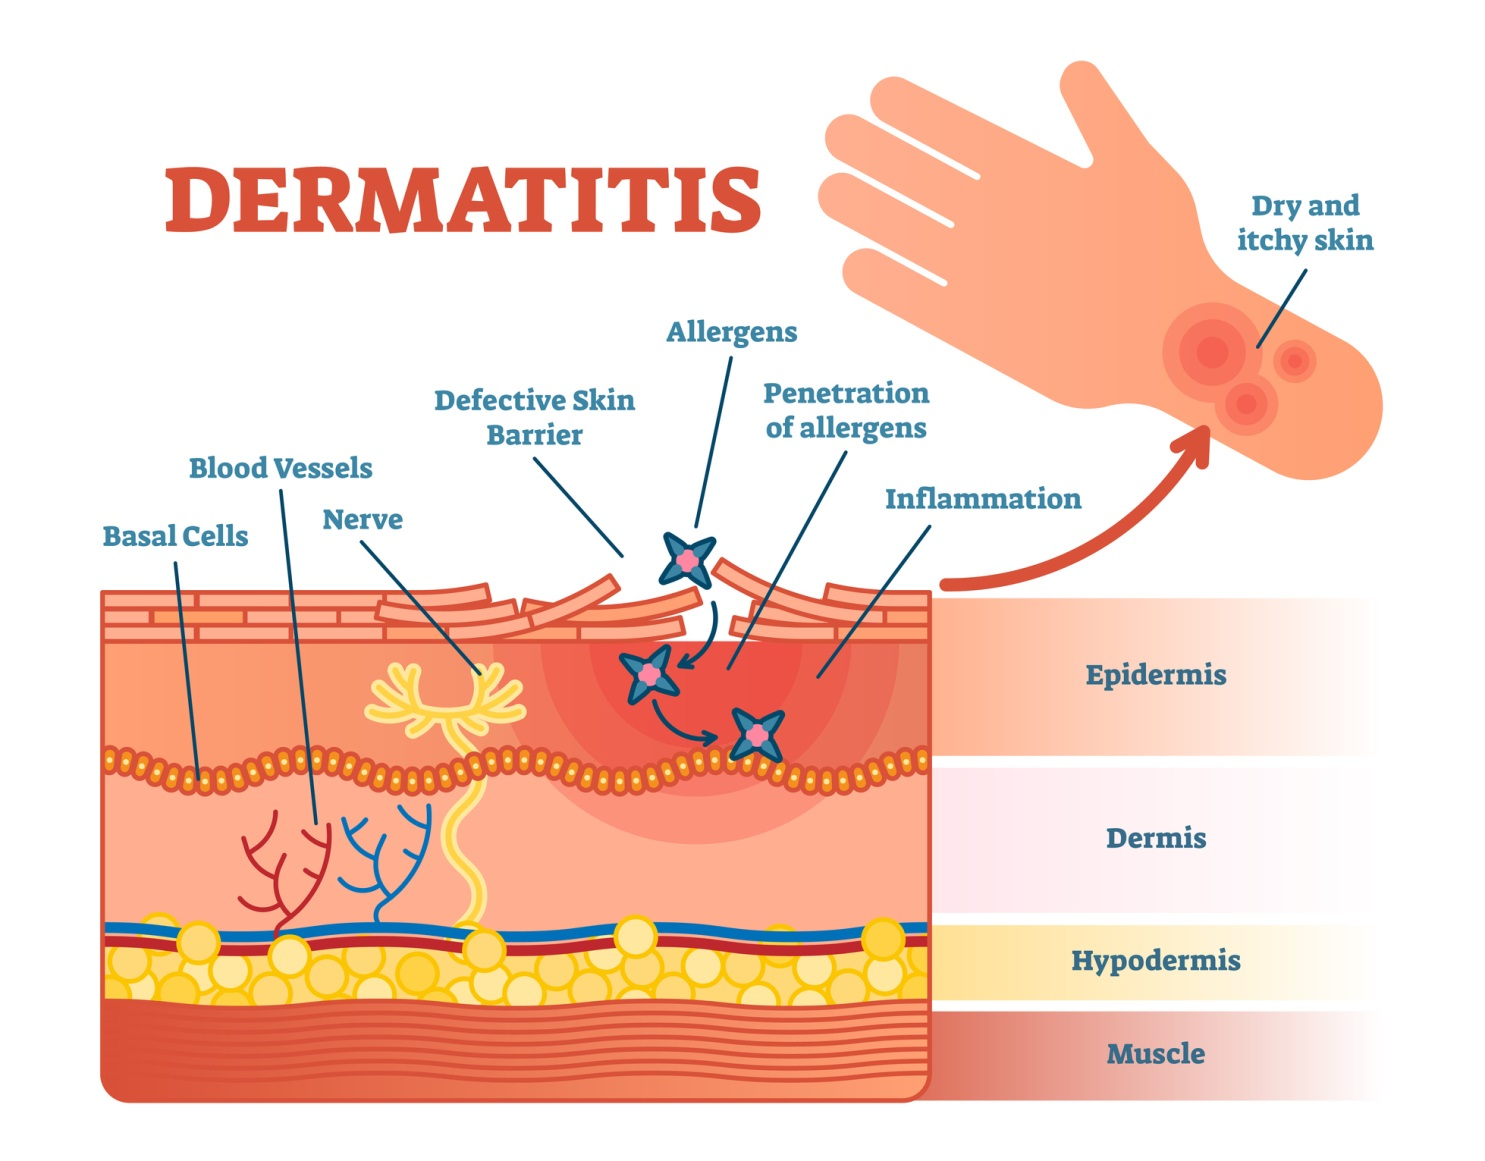 DERMATITIS
Dry and
itchy skin
Allergens
Defective Skin
Barrier
Penetration
of allergens
Blood Vessels
Nerve
Inflammation
Basal Cells
Epidermis
Dermis
Hypodermis
Muscle